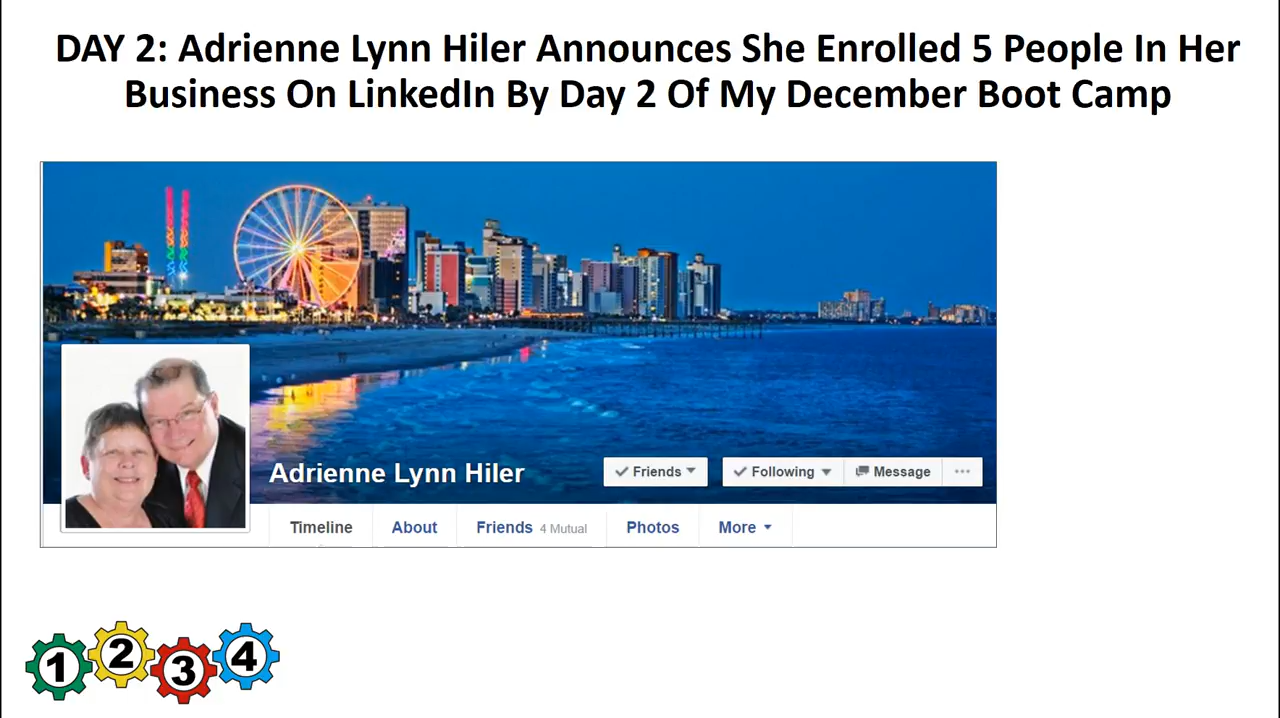 DAY 2: Adrienne Lynn Hiler Announces She Enrolled 5 People In Her
Business On LinkedIn By Day 2 Of My December Boot Camp
Adrienne Lynn Hiler
Friends
Following
Message
Timeline
About
Friends 4 Mutual
Photos
More
1 2 3 4